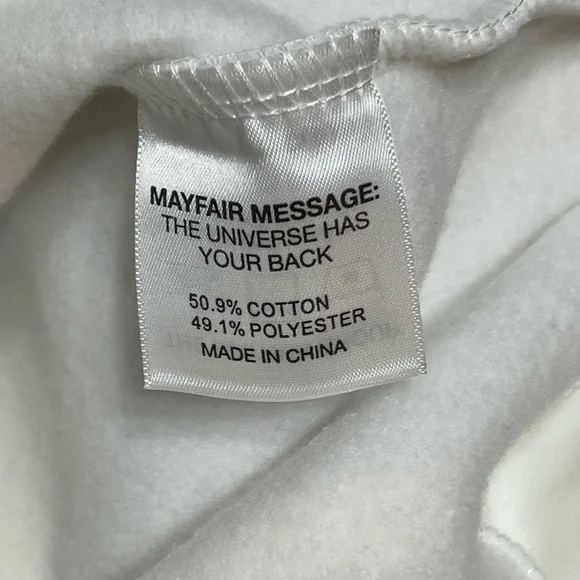 MAYFAIR MESSAGE:
THE UNIVERSE HAS
YOUR BACK
50.9% COTTON
49.1% POLYESTER
MADE IN CHINA